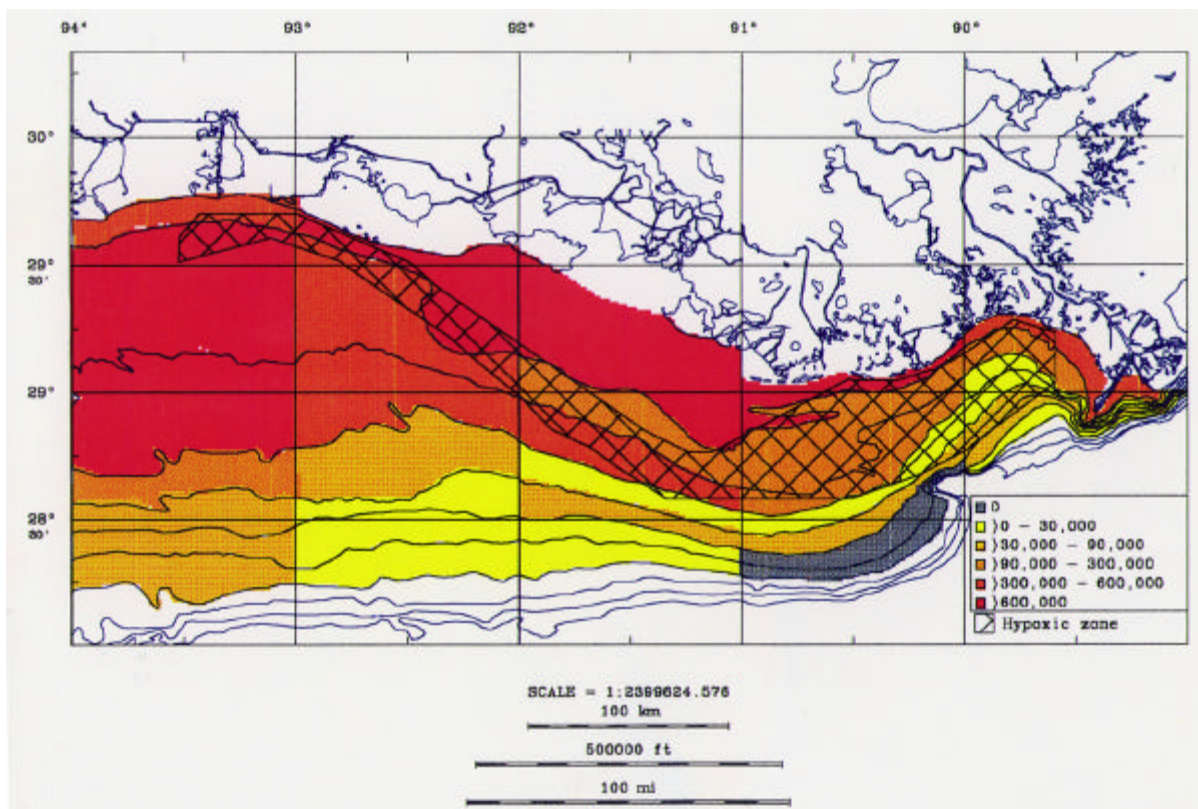 94° 93° 92° 91° 90°
30°
29°
30'
29°
28°
30'
0
}0 - 30,000
}30,000 - 90,000
}90,000 - 300,000
}300,000 - 600,000
}600,000
Hypoxic zone
SCALE = 1:2399624.576
100 km
500000 ft
100 mi